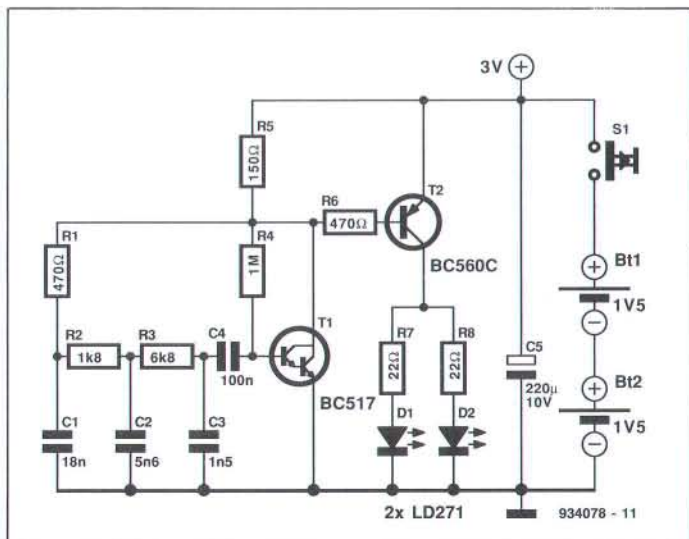 3V
R5
150Ω
S1
T2
R6
470Ω
R1
470Ω
R4
1M
BC560C
Bt1
1V5
R2
1k8
R3
6k8
C4
100n
T1
BC517
R7
22Ω
R8
22Ω
C5
220µ
10V
Bt2
1V5
C1
18n
C2
5n6
C3
1n5
D1
D2
2x LD271
934078 - 11